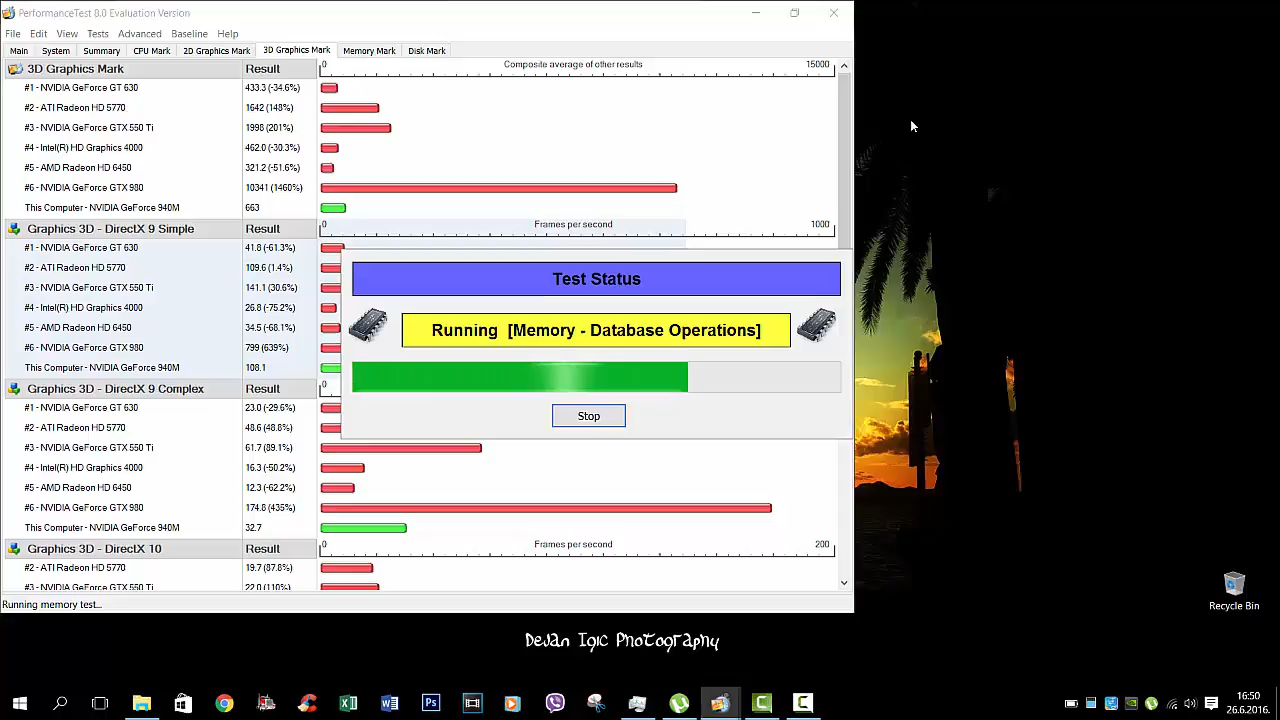 PerformanceTest 8.0 Evaluation Version
File Edit View Tests Advanced Baseline Help
Main System Summary CPU Mark 2D Graphics Mark 3D Graphics Mark Memory Mark Disk Mark
3D Graphics Mark Result 0 Composite average of other results 15000
#1 - NVIDIA GeForce GT 630 433.3 (-34.6%)
#2 - ATI Radeon HD 5770 1642 (148%)
#3 - NVIDIA GeForce GTX 550 Ti 1998 (201%)
#4 - Intel(R) HD Graphics 4000 462.0 (-30.3%)
#5 - AMD Radeon HD 6450 321.2 (-51.6%)
#6 - NVIDIA GeForce GTX 980 10341 (1460%)
This Computer - NVIDIA GeForce 940M 663
Graphics 3D - DirectX 9 Simple Result 0 Frames per second 1000
#1 - NVIDIA GeForce GT 630 41.8 (-61.3%)
#2 - ATI Radeon HD 5770 109.6 (1.4%)
#3 - NVIDIA GeForce GTX 550 Ti 141.1 (30.6%)
#4 - Intel(R) HD Graphics 4000 26.8 (-75.2%)
#5 - AMD Radeon HD 6450 34.5 (-68.1%)
#6 - NVIDIA GeForce GTX 980 799 (639%)
This Computer - NVIDIA GeForce 940M 108.1
Graphics 3D - DirectX 9 Complex Result 0
#1 - NVIDIA GeForce GT 630 23.0 (-29.6%)
#2 - ATI Radeon HD 5770 48.6 (48.8%)
#3 - NVIDIA GeForce GTX 550 Ti 61.7 (89.1%)
#4 - Intel(R) HD Graphics 4000 16.3 (-50.2%)
#5 - AMD Radeon HD 6450 12.3 (-62.2%)
#6 - NVIDIA GeForce GTX 980 174.8 (435%)
This Computer - NVIDIA GeForce 940M 32.7
Graphics 3D - DirectX 10 Result 0 Frames per second 200
#2 - ATI Radeon HD 5770 19.7 (87.8%)
#3 - NVIDIA GeForce GTX 550 Ti 22.0 (110%)
Running memory test...
Test Status
Running [Memory - Database Operations]
Stop
Recycle Bin
Dejan Igic Photography
Ps
16:50
26.6.2016.